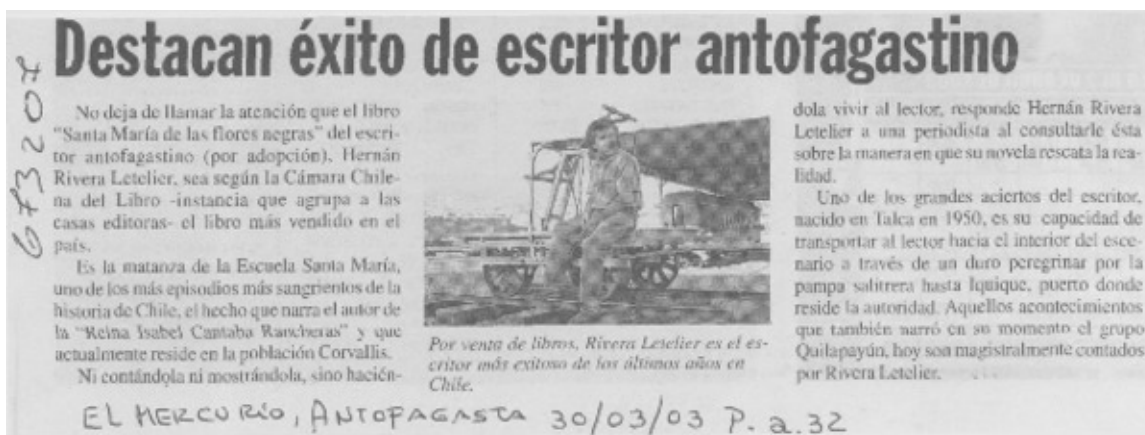 Destacan éxito de escritor antofagastino
673207
No deja de llamar la atención que el libro
"Santa María de las flores negras" del escri-
tor antofagastino (por adopción), Hernán
Rivera Letelier, sea según la Cámara Chile-
na del Libro -instancia que agrupa a las
casas editoras- el libro más vendido en el
país.
Es la matanza de la Escuela Santa María,
uno de los más episodios más sangrientos de la
historia de Chile, el hecho que narra el autor de
la "Reina Isabel Cantaba Rancheras" y que
actualmente reside en la población Corvallis.
Ni contándola ni mostrándola, sino hacién-
Por venta de libros, Rivera Letelier es el es-
critor más exitoso de los últimos años en
Chile.
dola vivir al lector, responde Hernán Rivera
Letelier a una periodista al consultarle ésta
sobre la manera en que su novela rescata la rea-
lidad.
Uno de los grandes aciertos del escritor,
nacido en Talca en 1950, es su capacidad de
transportar al lector hacia el interior del esce-
nario a través de un duro peregrinar por la
pampa salitrera hasta Iquique, puerto donde
reside la autoridad. Aquellos acontecimientos
que también narró en su momento el grupo
Quilapayún, hoy son magistralmente contados
por Rivera Letelier.
EL MERCURIO, ANTOFAGASTA 30/03/03 P. a.32